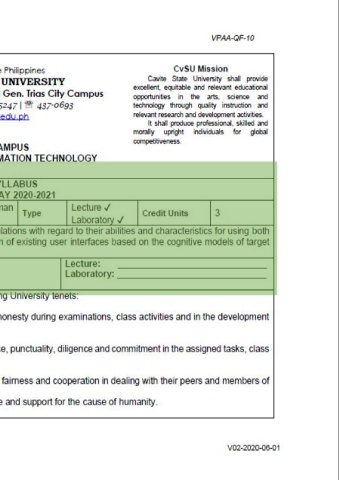 VPAA-QF-10
e Philippines
UNIVERSITY
Gen. Trias City Campus
5247 | ☏ 437-0693
edu.ph
CvSU Mission
Cavite State University shall provide
excellent, equitable and relevant educational
opportunities in the arts, science and
technology through quality instruction and
relevant research and development activities.
It shall produce professional, skilled and
morally upright individuals for global
competitiveness.
AMPUS
MATION TECHNOLOGY
YLLABUS
AY 2020-2021
man Type Lecture ✓ Laboratory ✓ Credit Units 3
lations with regard to their abilities and characteristics for using both
n of existing user interfaces based on the cognitive models of target
Lecture: ____________________
Laboratory: ____________________
ng University tenets:
onesty during examinations, class activities and in the development
e, punctuality, diligence and commitment in the assigned tasks, class
fairness and cooperation in dealing with their peers and members of
e and support for the cause of humanity.
V02-2020-06-01